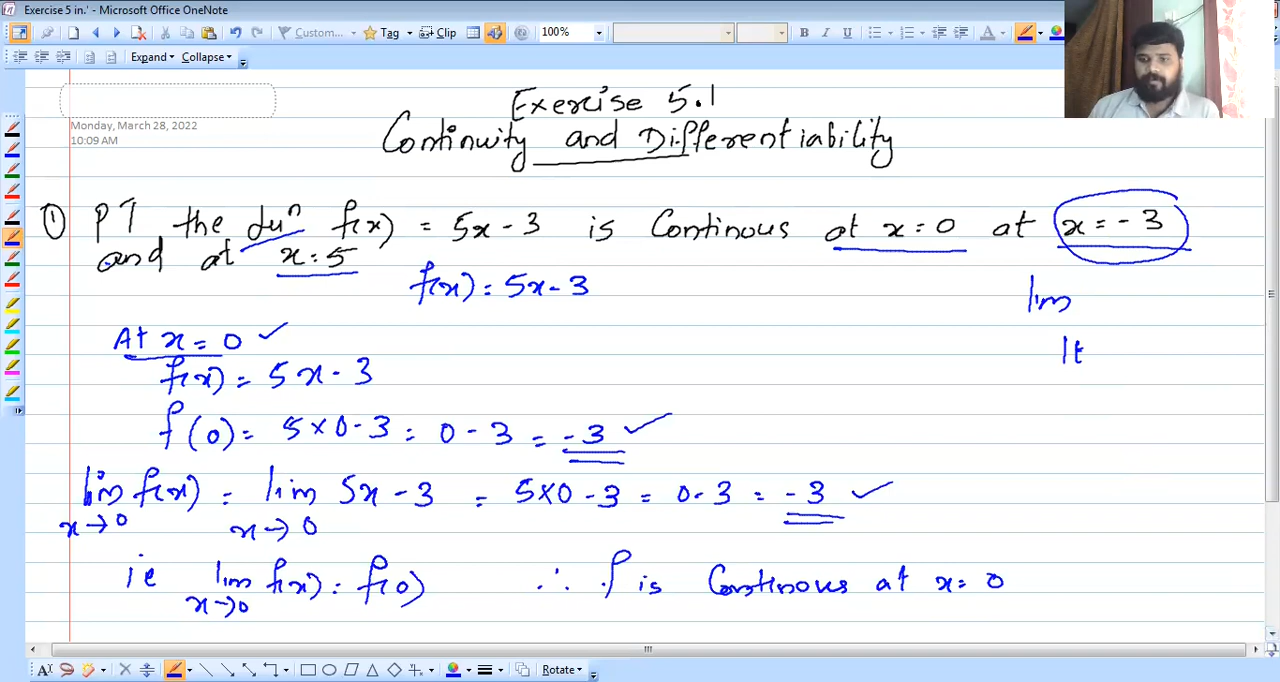 Exercise 5 in.' - Microsoft Office OneNote
Custom... Tag Clip 100% B I U A
Expand Collapse
Exercise 5.1
Monday, March 28, 2022
10:09 AM
Continuity and Differentiability
① PT the funⁿ f(x) = 5x - 3 is Continous at x = 0 at x = - 3
and at x = 5
f(x) = 5x - 3
lim
At x = 0 ✓
lt
f(x) = 5x - 3
f(0) = 5 × 0 - 3 = 0 - 3 = - 3 ✓
lim f(x) = lim 5x - 3 = 5×0 - 3 = 0 - 3 = - 3 ✓
x→0 x→0
ie lim f(x) = f(0) ∴ f is Continous at x = 0
x→0
Rotate